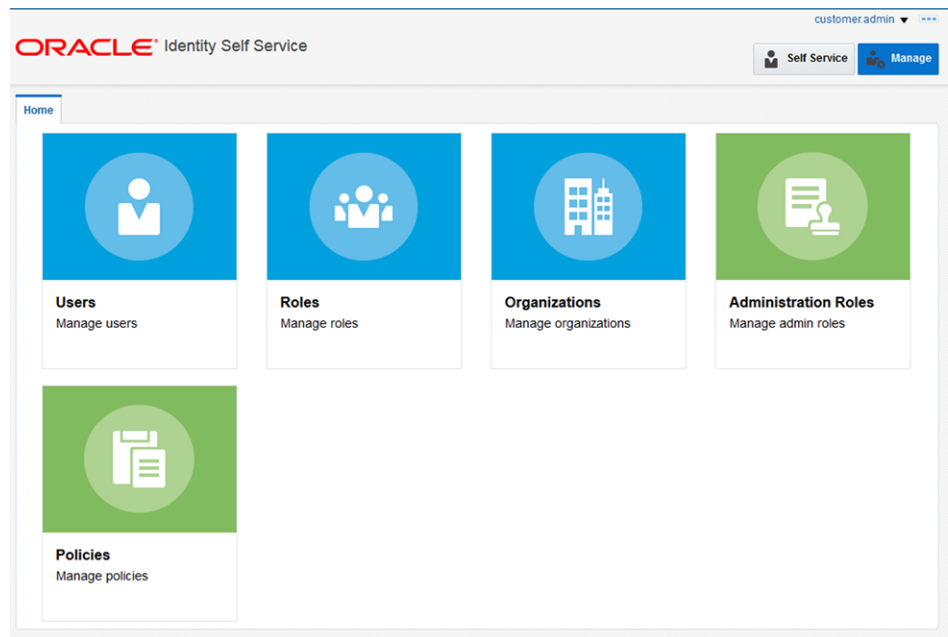 customer.admin
ORACLE® Identity Self Service
Self Service
Manage
Home
Users
Manage users
Roles
Manage roles
Organizations
Manage organizations
Administration Roles
Manage admin roles
Policies
Manage policies